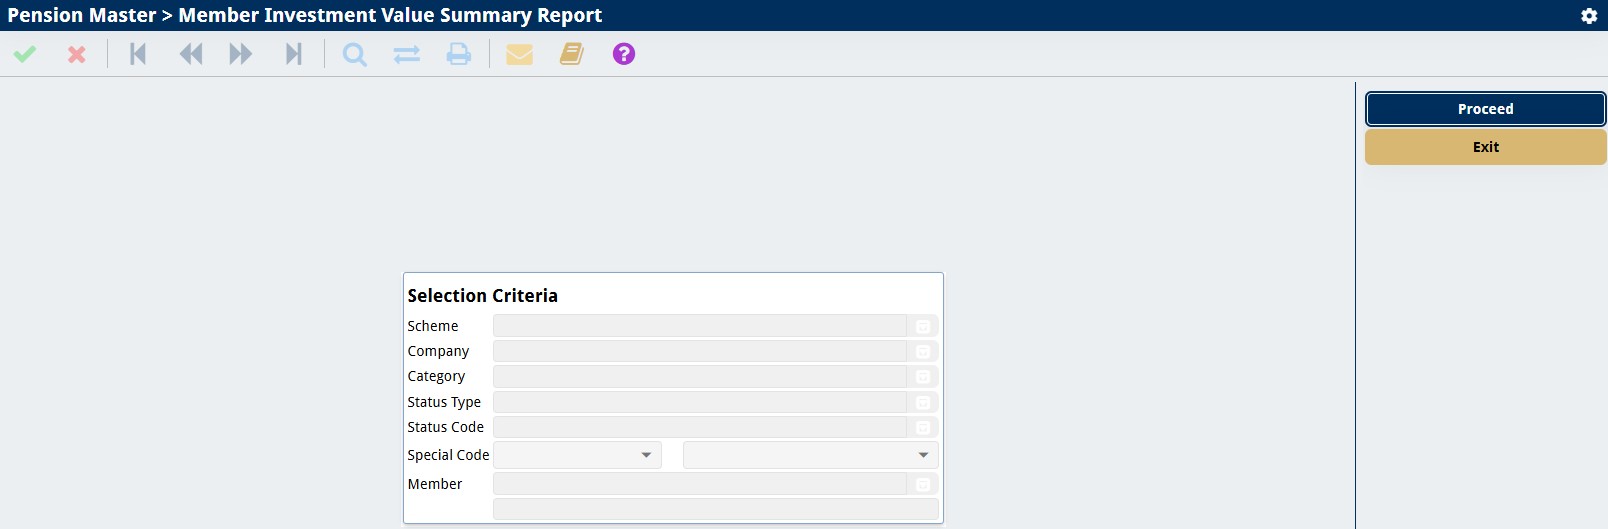 Pension Master > Member Investment Value Summary Report
?
Proceed
Exit
Selection Criteria
Scheme
Company
Category
Status Type
Status Code
Special Code
Member